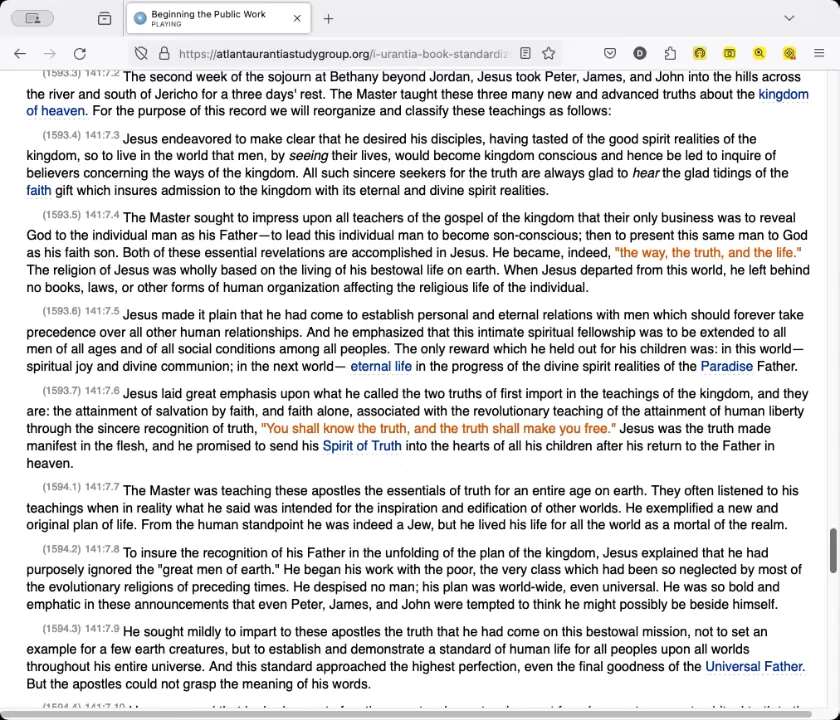 Beginning the Public Work
PLAYING
https://atlantaurantiastudygroup.org/i-urantia-book-standardiz
(1593.3) 141:7.2 The second week of the sojourn at Bethany beyond Jordan, Jesus took Peter, James, and John into the hills across
the river and south of Jericho for a three days' rest. The Master taught these three many new and advanced truths about the kingdom
of heaven. For the purpose of this record we will reorganize and classify these teachings as follows:
(1593.4) 141:7.3 Jesus endeavored to make clear that he desired his disciples, having tasted of the good spirit realities of the
kingdom, so to live in the world that men, by seeing their lives, would become kingdom conscious and hence be led to inquire of
believers concerning the ways of the kingdom. All such sincere seekers for the truth are always glad to hear the glad tidings of the
faith gift which insures admission to the kingdom with its eternal and divine spirit realities.
(1593.5) 141:7.4 The Master sought to impress upon all teachers of the gospel of the kingdom that their only business was to reveal
God to the individual man as his Father—to lead this individual man to become son-conscious; then to present this same man to God
as his faith son. Both of these essential revelations are accomplished in Jesus. He became, indeed, "the way, the truth, and the life."
The religion of Jesus was wholly based on the living of his bestowal life on earth. When Jesus departed from this world, he left behind
no books, laws, or other forms of human organization affecting the religious life of the individual.
(1593.6) 141:7.5 Jesus made it plain that he had come to establish personal and eternal relations with men which should forever take
precedence over all other human relationships. And he emphasized that this intimate spiritual fellowship was to be extended to all
men of all ages and of all social conditions among all peoples. The only reward which he held out for his children was: in this world—
spiritual joy and divine communion; in the next world— eternal life in the progress of the divine spirit realities of the Paradise Father.
(1593.7) 141:7.6 Jesus laid great emphasis upon what he called the two truths of first import in the teachings of the kingdom, and they
are: the attainment of salvation by faith, and faith alone, associated with the revolutionary teaching of the attainment of human liberty
through the sincere recognition of truth, "You shall know the truth, and the truth shall make you free." Jesus was the truth made
manifest in the flesh, and he promised to send his Spirit of Truth into the hearts of all his children after his return to the Father in
heaven.
(1594.1) 141:7.7 The Master was teaching these apostles the essentials of truth for an entire age on earth. They often listened to his
teachings when in reality what he said was intended for the inspiration and edification of other worlds. He exemplified a new and
original plan of life. From the human standpoint he was indeed a Jew, but he lived his life for all the world as a mortal of the realm.
(1594.2) 141:7.8 To insure the recognition of his Father in the unfolding of the plan of the kingdom, Jesus explained that he had
purposely ignored the "great men of earth." He began his work with the poor, the very class which had been so neglected by most of
the evolutionary religions of preceding times. He despised no man; his plan was world-wide, even universal. He was so bold and
emphatic in these announcements that even Peter, James, and John were tempted to think he might possibly be beside himself.
(1594.3) 141:7.9 He sought mildly to impart to these apostles the truth that he had come on this bestowal mission, not to set an
example for a few earth creatures, but to establish and demonstrate a standard of human life for all peoples upon all worlds
throughout his entire universe. And this standard approached the highest perfection, even the final goodness of the Universal Father.
But the apostles could not grasp the meaning of his words.
(1594.4) 141:7.10